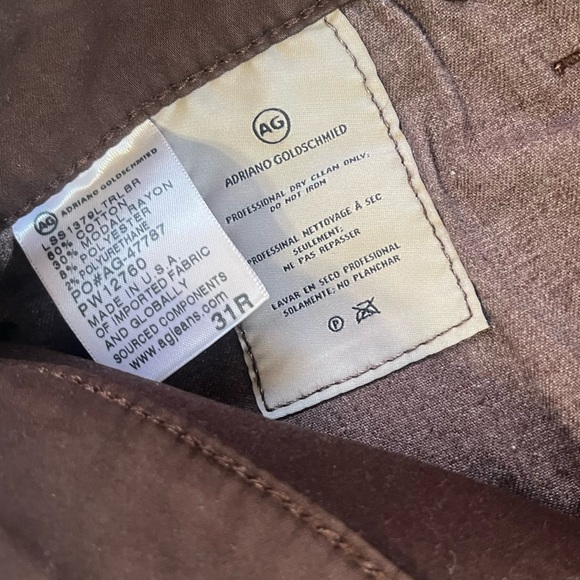 AG ADRIANO GOLDSCHMIED
LSS1379LTRLBR
60% COTTON
30% MODAL RAYON
8% POLYESTER
2% POLYURETHANE
PO#AG-47787
PW12760
MADE IN U.S.A.
OF IMPORTED FABRIC
AND GLOBALLY
SOURCED COMPONENTS
www.agjeans.com
31R
AG
ADRIANO GOLDSCHMIED
PROFESSIONAL DRY CLEAN ONLY;
DO NOT IRON
PROFESSINAL NETTOYAGE À SEC
SEULEMENT;
NE PAS REPASSER
LAVAR EN SECO PROFESIONAL
SOLAMENTE; NO PLANCHAR
P